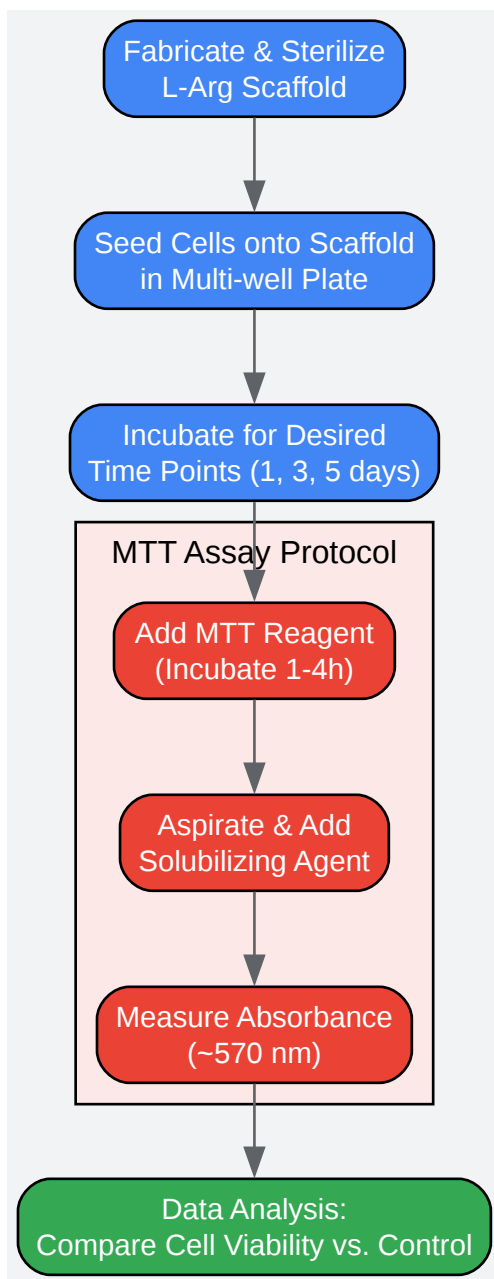 Fabricate & Sterilize
L-Arg Scaffold
Seed Cells onto Scaffold
in Multi-well Plate
Incubate for Desired
Time Points (1, 3, 5 days)
MTT Assay Protocol
Add MTT Reagent
(Incubate 1-4h)
Aspirate & Add
Solubilizing Agent
Measure Absorbance
(~570 nm)
Data Analysis:
Compare Cell Viability vs. Control